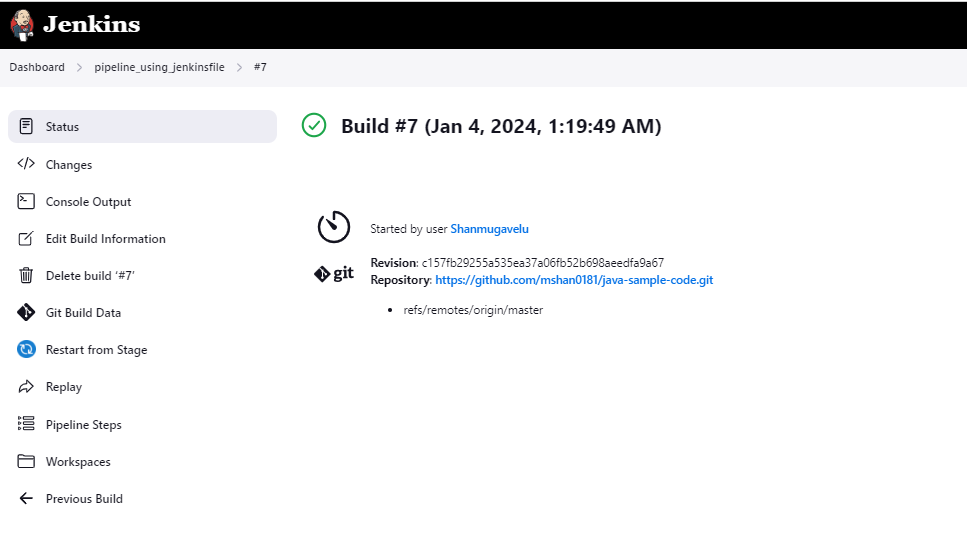 Jenkins
Dashboard > pipeline_using_jenkinsfile > #7
Status
Changes
Console Output
Edit Build Information
Delete build ‘#7’
Git Build Data
Restart from Stage
Replay
Pipeline Steps
Workspaces
Previous Build
Build #7 (Jan 4, 2024, 1:19:49 AM)
Started by user Shanmugavelu
git
Revision: c157fb29255a535ea37a06fb52b698aeedfa9a67
Repository: https://github.com/mshan0181/java-sample-code.git
• refs/remotes/origin/master